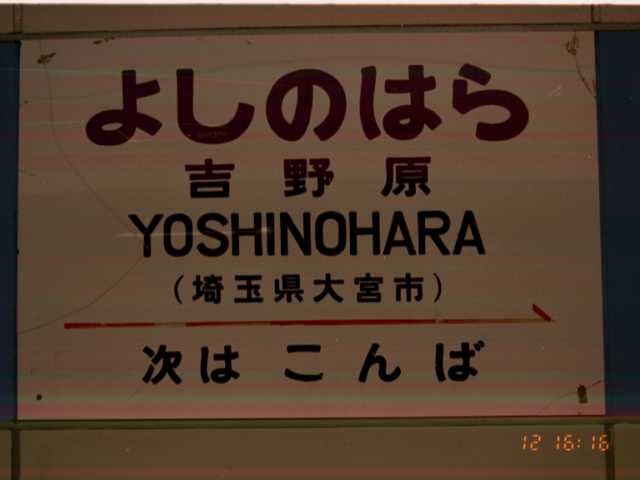 よしのはら
吉野原
YOSHINOHARA
(埼玉県大宮市)
次は こんば
12 16:16